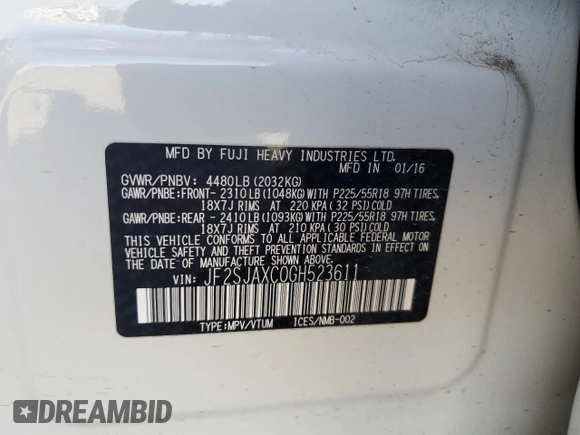 MFD BY FUJI HEAVY INDUSTRIES LTD.
MFD IN 01/16
GVWR/PNBV: 4480LB (2032KG)
GAWR/PNBE:FRONT-2310LB(1048KG)WITH P225/55R18 97H TIRES,
18X7J RIMS AT 220 KPA (32 PSI)COLD
GAWR/PNBE:REAR -2410LB(1093KG)WITH P225/55R18 97H TIRES,
18X7J RIMS AT 210 KPA (30 PSI)COLD
THIS VEHICLE CONFORMS TO ALL APPLICABLE FEDERAL MOTOR
VEHICLE SAFETY AND THEFT PREVENTION STANDARDS IN EFFECT ON THE
DATE OF MANUFACTURE SHOWN ABOVE.
VIN: JF2SJAXC0GH523611
TYPE:MPV/VTUM ICES/NMB-002
DREAMBID